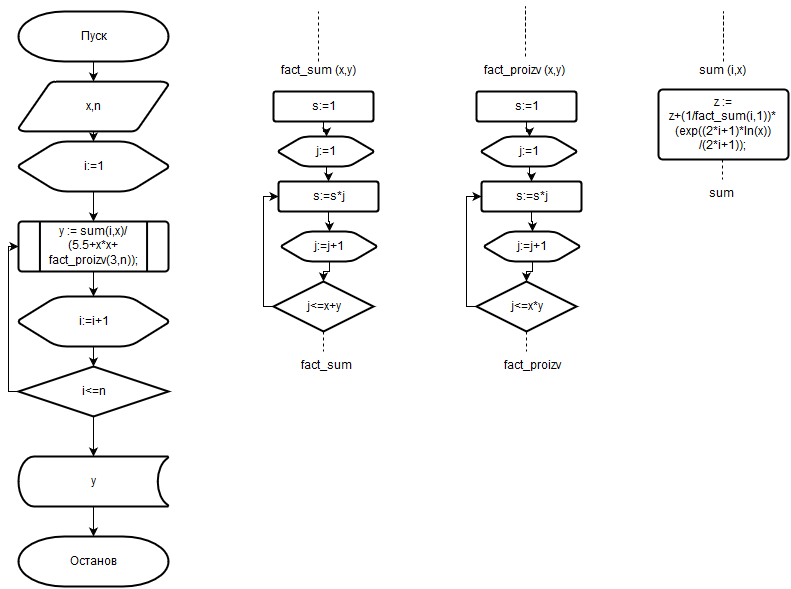 Пуск
x,n
i:=1
y := sum(i,x)/
(5.5+x*x+
fact_proizv(3,n));
i:=i+1
i<=n
y
Останов
fact_sum (x,y)
s:=1
j:=1
s:=s*j
j:=j+1
j<=x+y
fact_sum
fact_proizv (x,y)
s:=1
j:=1
s:=s*j
j:=j+1
j<=x*y
fact_proizv
sum (i,x)
z :=
z+(1/fact_sum(i,1))*
(exp((2*i+1)*ln(x))
/(2*i+1));
sum